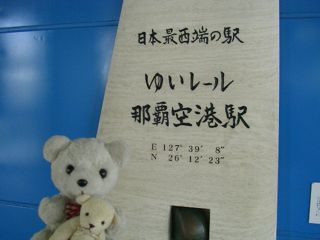 日本最西端の駅
ゆいレール
那覇空港駅
E 127° 39′ 8″
N 26° 12′ 23″